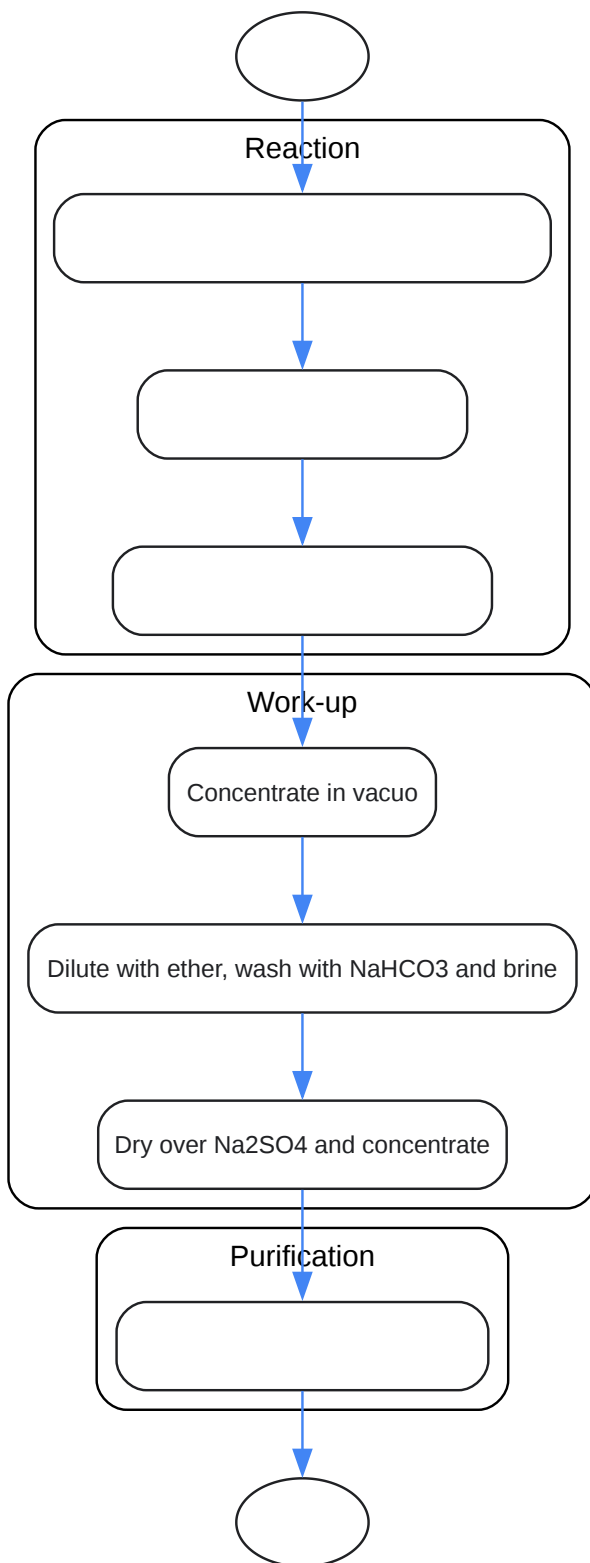 Reaction
Work-up
Concentrate in vacuo
Dilute with ether, wash with NaHCO3 and brine
Dry over Na2SO4 and concentrate
Purification